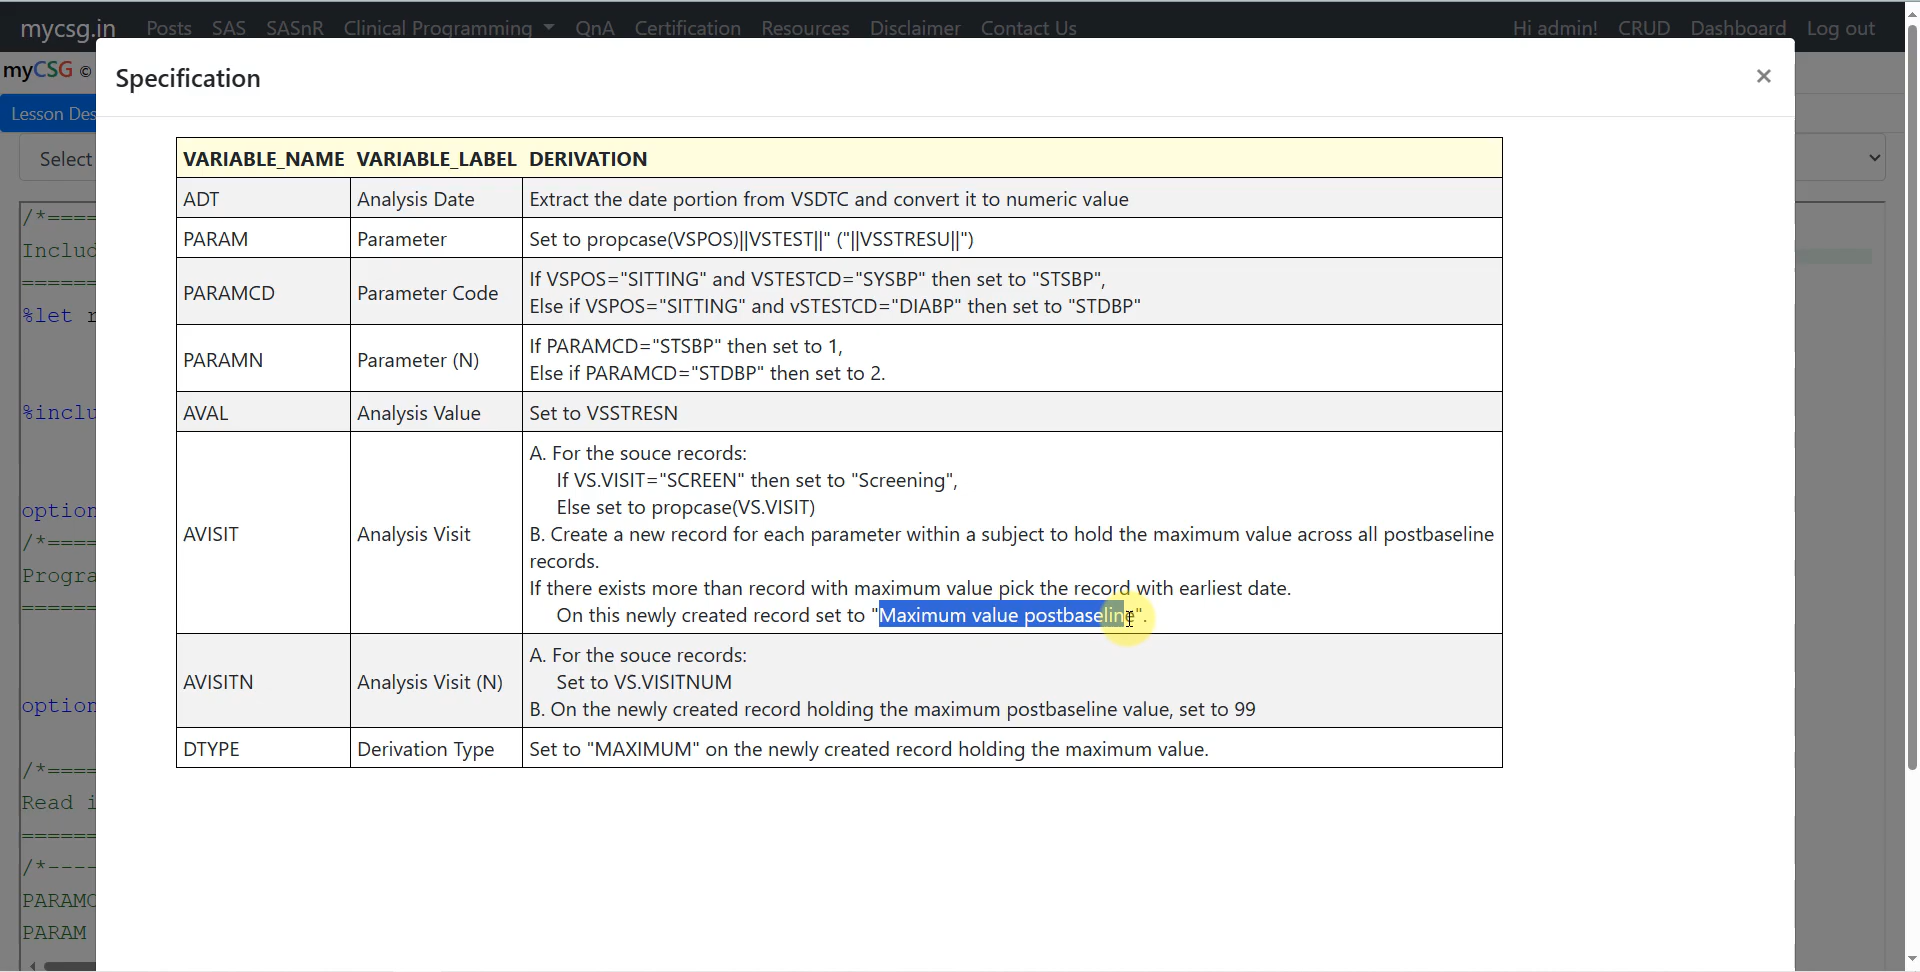 mycsg.in Posts SAS SASnR Clinical Programming QnA Certification Resources Disclaimer Contact Us Hi admin! CRUD Dashboard Log out
myCSG ©
Specification ×
Lesson Des
Select
VARIABLE_NAME VARIABLE_LABEL DERIVATION
ADT Analysis Date Extract the date portion from VSDTC and convert it to numeric value
PARAM Parameter Set to propcase(VSPOS)||VSTEST||" ("||VSSTRESU||")
PARAMCD Parameter Code If VSPOS="SITTING" and VSTESTCD="SYSBP" then set to "STSBP",
Else if VSPOS="SITTING" and vSTESTCD="DIABP" then set to "STDBP"
PARAMN Parameter (N) If PARAMCD="STSBP" then set to 1,
Else if PARAMCD="STDBP" then set to 2.
AVAL Analysis Value Set to VSSTRESN
AVISIT Analysis Visit A. For the souce records:
If VS.VISIT="SCREEN" then set to "Screening",
Else set to propcase(VS.VISIT)
B. Create a new record for each parameter within a subject to hold the maximum value across all postbaseline
records.
If there exists more than record with maximum value pick the record with earliest date.
On this newly created record set to "Maximum value postbaseline".
AVISITN Analysis Visit (N) A. For the souce records:
Set to VS.VISITNUM
B. On the newly created record holding the maximum postbaseline value, set to 99
DTYPE Derivation Type Set to "MAXIMUM" on the newly created record holding the maximum value.
/*====
Includ
=====
%let r
%inclu
option
/*====
Progra
=====
option
/*====
Read i
=====
/*----
PARAMC
PARAM